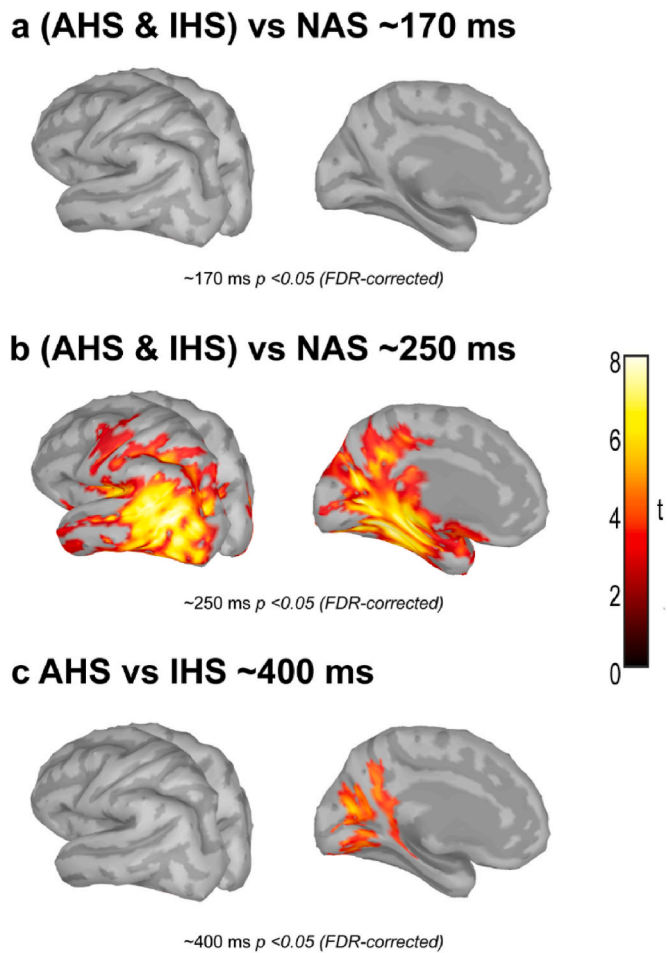 a (AHS & IHS) vs NAS ~170 ms
~170 ms p <0.05 (FDR-corrected)
b (AHS & IHS) vs NAS ~250 ms
8
6
4
t
2
0
~250 ms p <0.05 (FDR-corrected)
c AHS vs IHS ~400 ms
~400 ms p <0.05 (FDR-corrected)